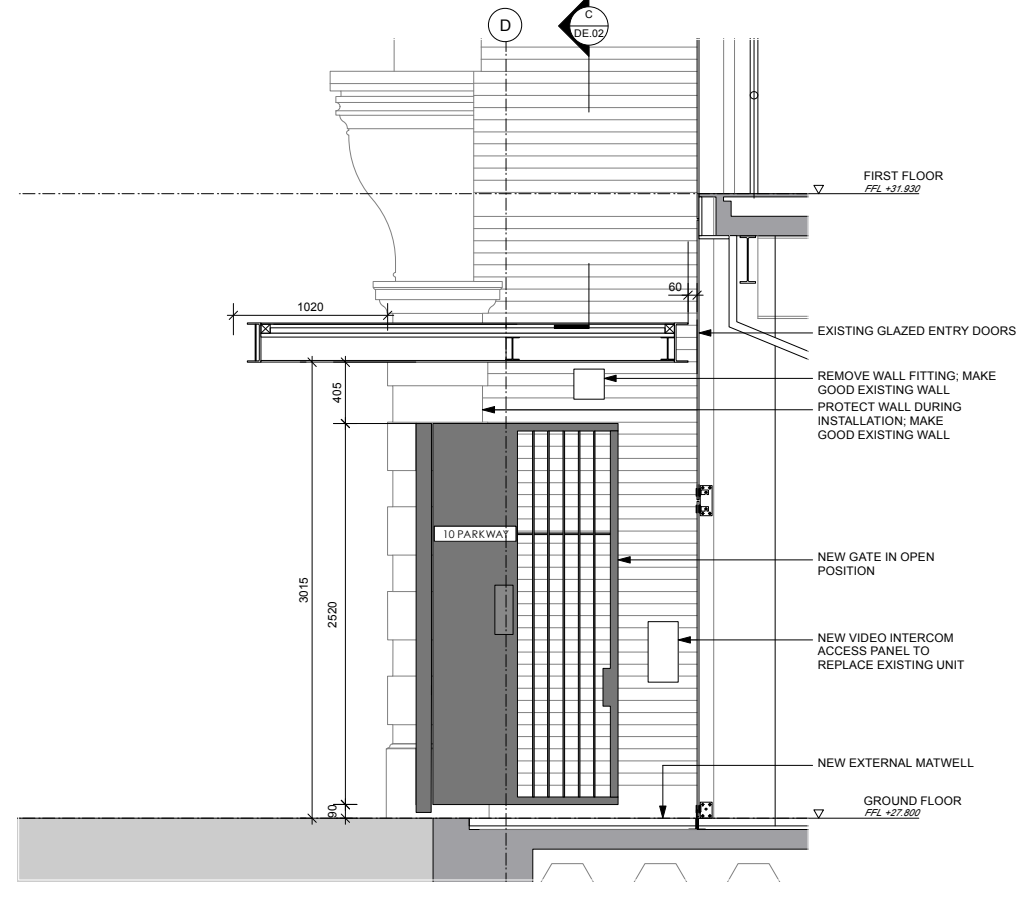 D
C
DE.02
FIRST FLOOR
FFL +31.930
60
1020
EXISTING GLAZED ENTRY DOORS
REMOVE WALL FITTING; MAKE
GOOD EXISTING WALL
405
PROTECT WALL DURING
INSTALLATION; MAKE
GOOD EXISTING WALL
10 PARKWAY
NEW GATE IN OPEN
POSITION
3015
2520
NEW VIDEO INTERCOM
ACCESS PANEL TO
REPLACE EXISTING UNIT
NEW EXTERNAL MATWELL
90
GROUND FLOOR
FFL +27.800